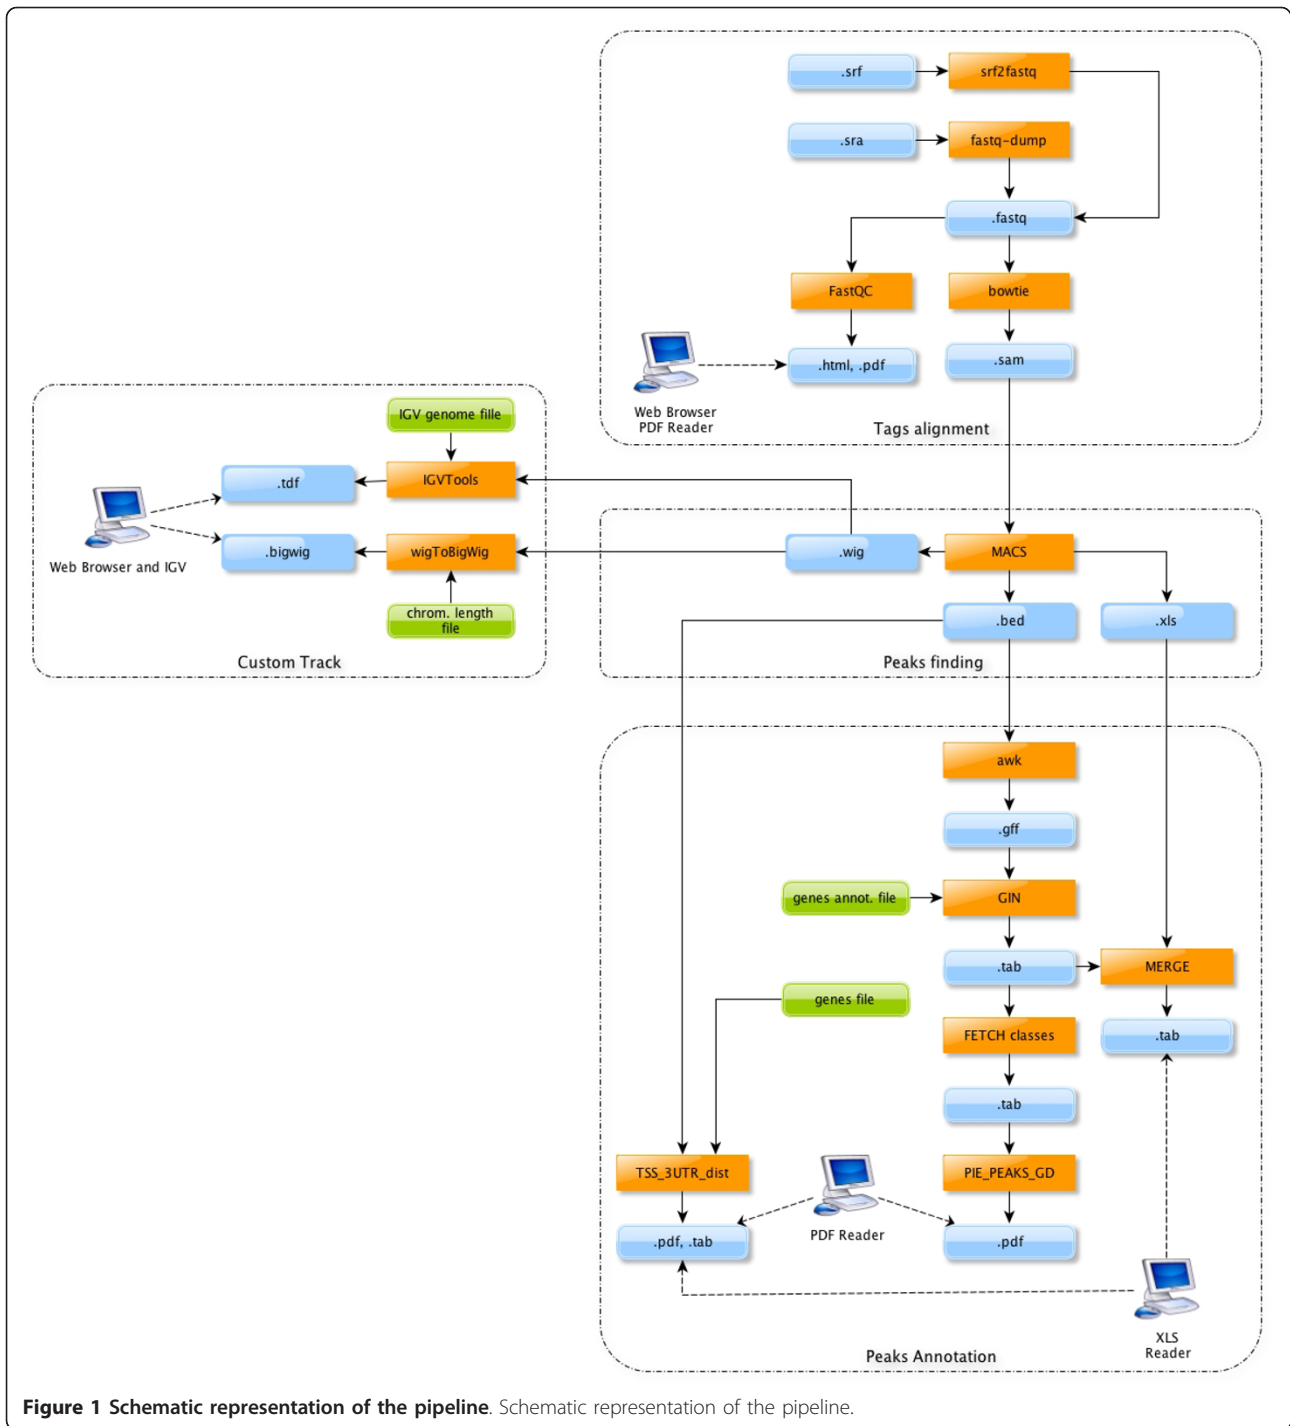 .srf
srf2fastq
.sra
fastq-dump
.fastq
FastQC
bowtie
.html, .pdf
.sam
Web Browser
PDF Reader
Tags alignment
IGV genome fille
.tdf
IGVTools
.bigwig
wigToBigWig
Web Browser and IGV
chrom. length
file
Custom Track
.wig
MACS
.bed
.xls
Peaks finding
awk
.gff
genes annot. file
GIN
.tab
MERGE
genes file
FETCH classes
.tab
.tab
TSS_3UTR_dist
PIE_PEAKS_GD
PDF Reader
.pdf, .tab
.pdf
XLS
Reader
Peaks Annotation
Figure 1 Schematic representation of the pipeline. Schematic representation of the pipeline.